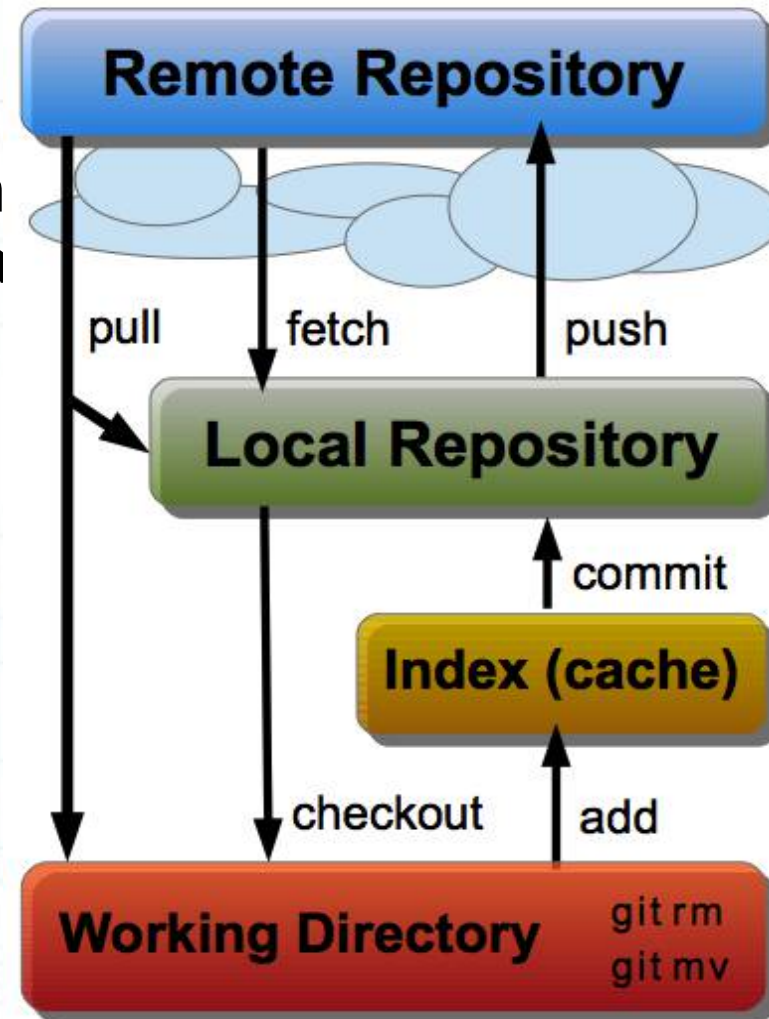 Remote Repository
pull
fetch
push
Local Repository
commit
Index (cache)
checkout
add
Working Directory
git rm
git mv